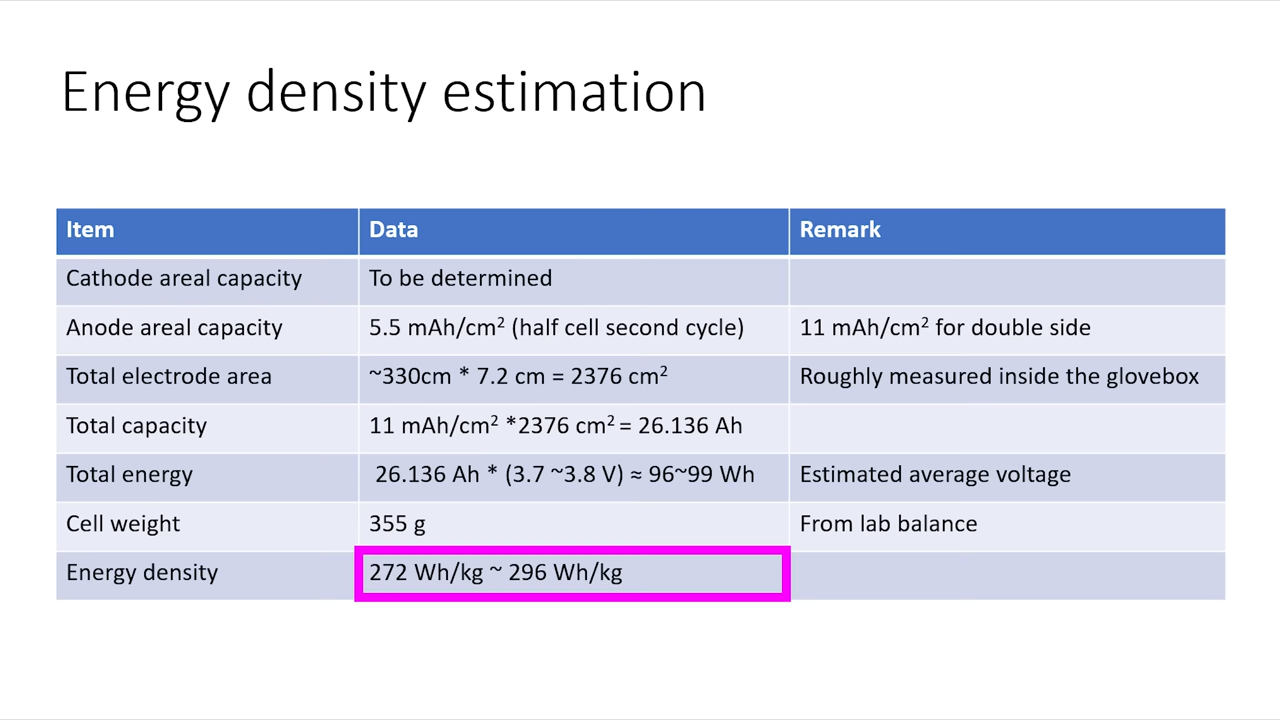 Energy density estimation
Item Data Remark
Cathode areal capacity To be determined
Anode areal capacity 5.5 mAh/cm² (half cell second cycle) 11 mAh/cm² for double side
Total electrode area ~330cm * 7.2 cm = 2376 cm² Roughly measured inside the glovebox
Total capacity 11 mAh/cm² *2376 cm² = 26.136 Ah
Total energy 26.136 Ah * (3.7 ~3.8 V) ≈ 96~99 Wh Estimated average voltage
Cell weight 355 g From lab balance
Energy density 272 Wh/kg ~ 296 Wh/kg